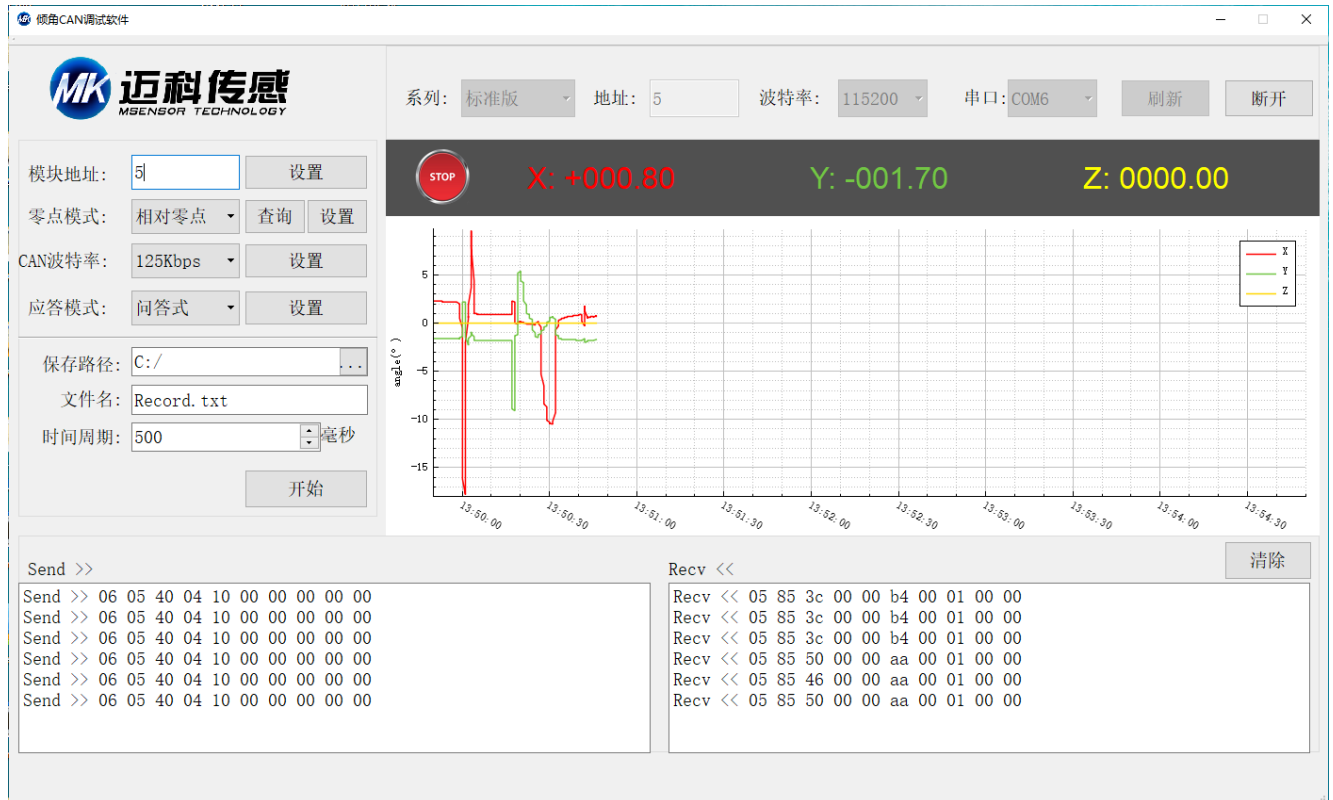 倾角CAN调试软件
MK 迈科传感
MSENSOR TECHNOLOGY
系列: 标准版 地址: 5 波特率: 115200 串口: COM6 刷新 断开
模块地址: 5 设置
零点模式: 相对零点 查询 设置
CAN波特率: 125Kbps 设置
应答模式: 问答式 设置
保存路径: C:/ ...
文件名: Record.txt
时间周期: 500 毫秒
开始
STOP X: +000.80 Y: -001.70 Z: 0000.00
X
Y
Z
5
0
-5
-10
-15
angle(°)
13:50:00 13:50:30 13:51:00 13:51:30 13:52:00 13:52:30 13:53:00 13:53:30 13:54:00 13:54:30
Send >>
Send >> 06 05 40 04 10 00 00 00 00 00
Send >> 06 05 40 04 10 00 00 00 00 00
Send >> 06 05 40 04 10 00 00 00 00 00
Send >> 06 05 40 04 10 00 00 00 00 00
Send >> 06 05 40 04 10 00 00 00 00 00
Send >> 06 05 40 04 10 00 00 00 00 00
Recv << 清除
Recv << 05 85 3c 00 00 b4 00 01 00 00
Recv << 05 85 3c 00 00 b4 00 01 00 00
Recv << 05 85 3c 00 00 b4 00 01 00 00
Recv << 05 85 50 00 00 aa 00 01 00 00
Recv << 05 85 46 00 00 aa 00 01 00 00
Recv << 05 85 50 00 00 aa 00 01 00 00